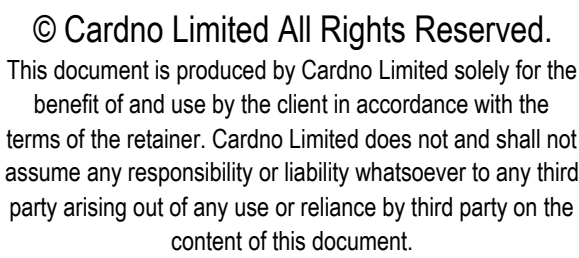 © Cardno Limited All Rights Reserved.
This document is produced by Cardno Limited solely for the
benefit of and use by the client in accordance with the
terms of the retainer. Cardno Limited does not and shall not
assume any responsibility or liability whatsoever to any third
party arising out of any use or reliance by third party on the
content of this document.